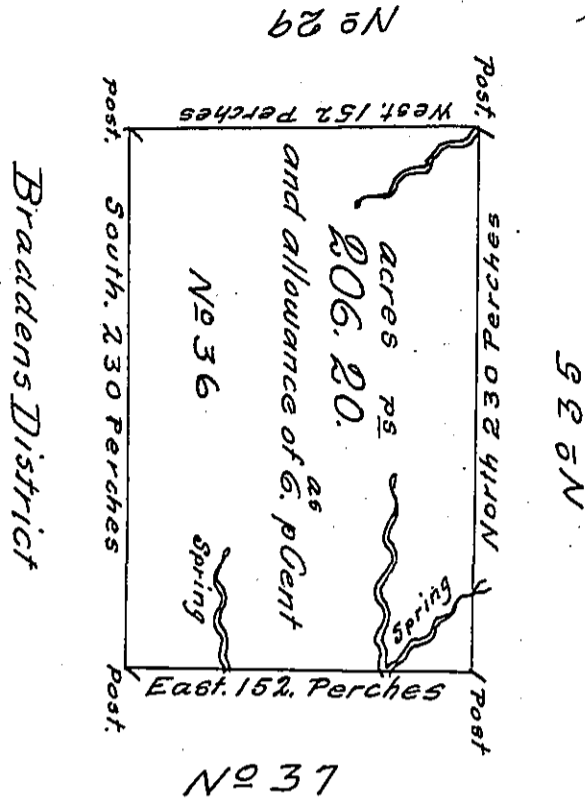 Nº 29
Post.
West. 152 Perches
post.
North 230 Perches
Nº 35
acres ps
206. 20.
and allowance of 6. as pCent
Nº 36
South. 230 Perches
Braddens District
Spring
Spring
Post
East. 152. Perches
post.
Nº 37